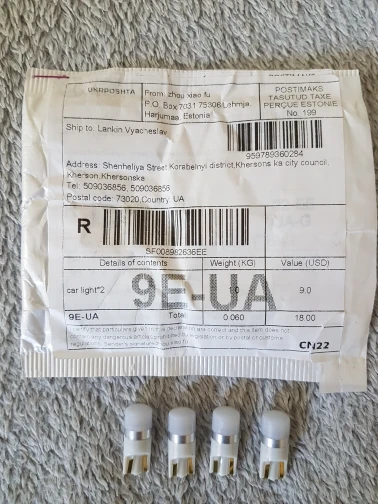 UKRPOSHTA
From: zhou xiao fu
P.O. Box 7031 75306 Lehmja,
Harjumaa, Estonia
POSTIMAKS
TASUTUD TAXE
PERÇUE ESTONIE
No. 199
Ship to: Lankin Vyacheslav
959789360284
Address: Shenheliya Street,Korabelnyi district,Khersons ka city council,
Kherson,Khersonska
Tel: 509036856, 509036856
Postal code: 73020,Country: UA
R
SF008982636EE
Details of contents Weight (KG) Value (USD)
car light*2 9.0
9E-UA
9E-UA Total 0.060 18.00
CN22